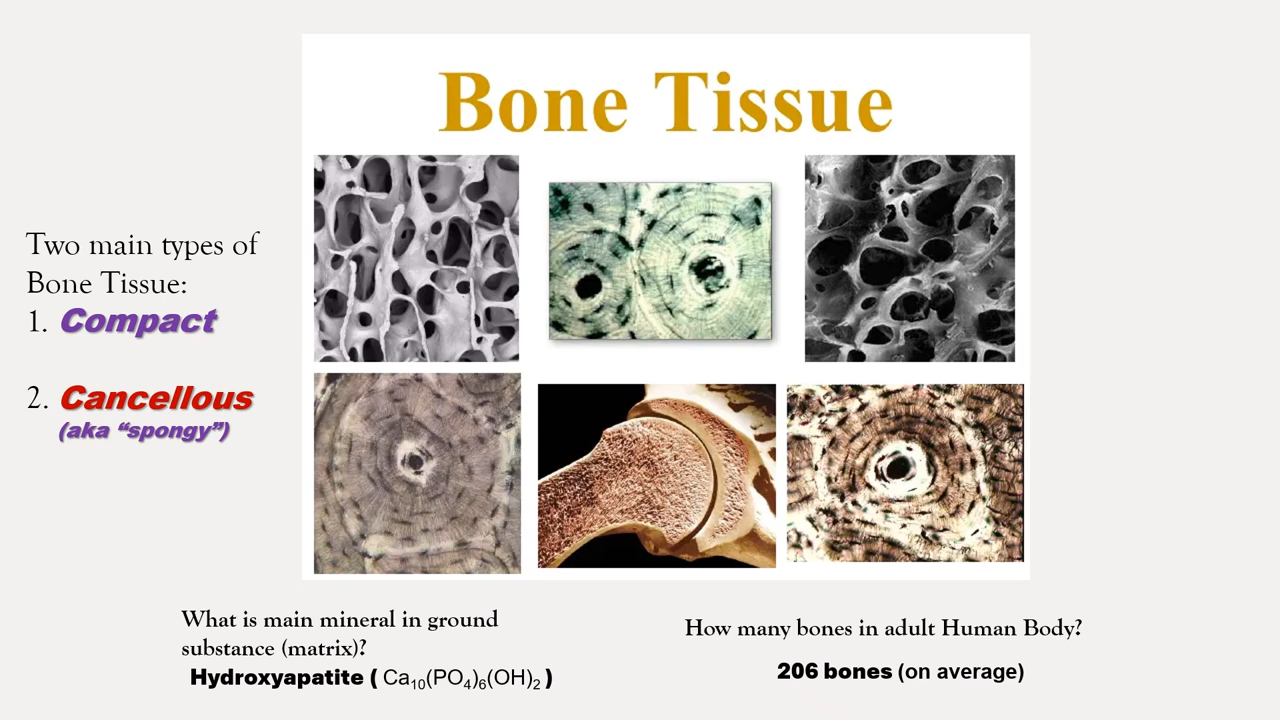 Bone Tissue
Two main types of
Bone Tissue:
1. Compact
2. Cancellous
(aka “spongy”)
What is main mineral in ground
substance (matrix)?
Hydroxyapatite ( Ca₁₀(PO₄)₆(OH)₂ )
How many bones in adult Human Body?
206 bones (on average)